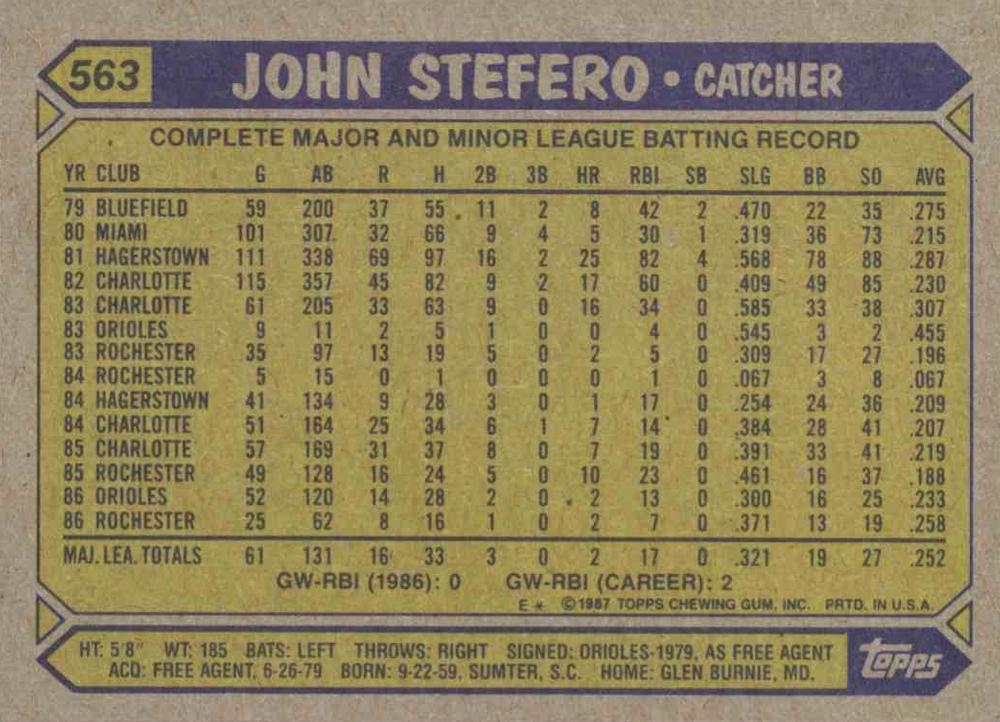 563 JOHN STEFERO • CATCHER
COMPLETE MAJOR AND MINOR LEAGUE BATTING RECORD
YR CLUB G AB R H 2B 3B HR RBI SB SLG BB SO AVG
79 BLUEFIELD 59 200 37 55 11 2 8 42 2 .470 22 35 .275
80 MIAMI 101 307 32 66 9 4 5 30 1 .319 36 73 .215
81 HAGERSTOWN 111 338 69 97 16 2 25 82 4 .568 78 88 .287
82 CHARLOTTE 115 357 45 82 9 2 17 60 0 .409 49 85 .230
83 CHARLOTTE 61 205 33 63 9 0 16 34 0 .585 33 38 .307
83 ORIOLES 9 11 2 5 1 0 0 4 0 .545 3 2 .455
83 ROCHESTER 35 97 13 19 5 0 2 5 0 .309 17 27 .196
84 ROCHESTER 5 15 0 1 0 0 0 1 0 .067 3 8 .067
84 HAGERSTOWN 41 134 9 28 3 0 1 17 0 .254 24 36 .209
84 CHARLOTTE 51 164 25 34 6 1 7 14 0 .384 28 41 .207
85 CHARLOTTE 57 169 31 37 8 0 7 19 0 .391 33 41 .219
85 ROCHESTER 49 128 16 24 5 0 10 23 0 .461 16 37 .188
86 ORIOLES 52 120 14 28 2 0 2 13 0 .300 16 25 .233
86 ROCHESTER 25 62 8 16 1 0 2 7 0 .371 13 19 .258
MAJ. LEA. TOTALS 61 131 16 33 3 0 2 17 0 .321 19 27 .252
GW-RBI (1986): 0 GW-RBI (CAREER): 2
E * ©1987 TOPPS CHEWING GUM, INC. PRTD. IN U.S.A.
HT: 5'8" WT: 185 BATS: LEFT THROWS: RIGHT SIGNED: ORIOLES-1979, AS FREE AGENT
ACQ: FREE AGENT, 6-26-79 BORN: 9-22-59, SUMTER, S.C. HOME: GLEN BURNIE, MD.
topps